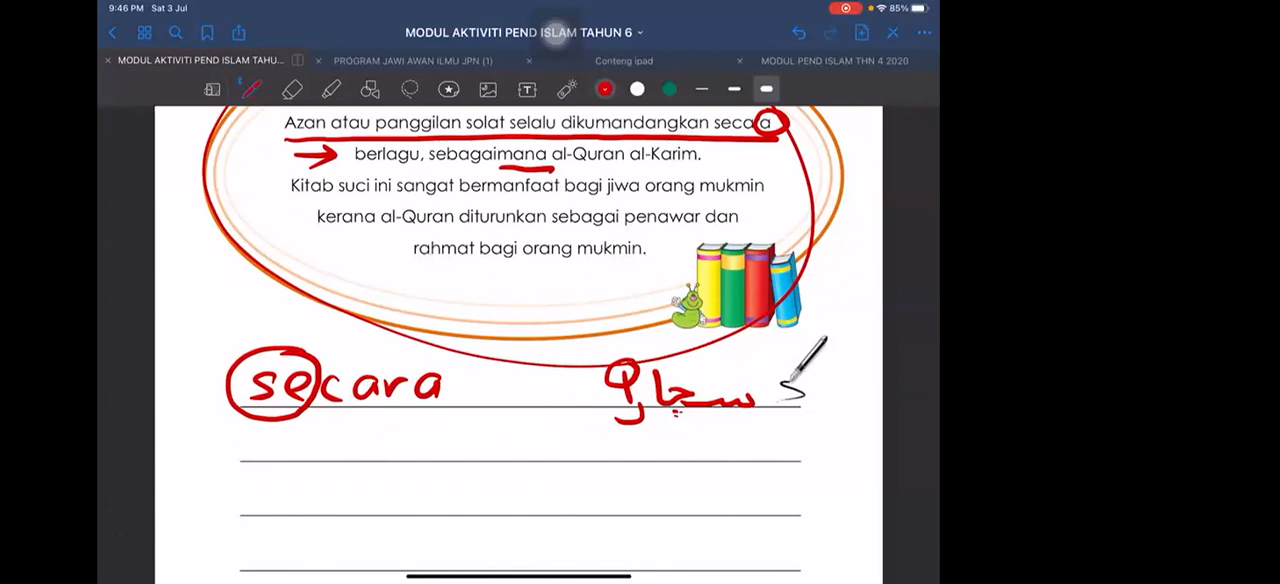 9:46 PM Sat 3 Jul
85%
MODUL AKTIVITI PEND ISLAM TAHUN 6
MODUL AKTIVITI PEND ISLAM TAHU...
PROGRAM JAWI AWAN ILMU JPN (1)
Conteng ipad
MODUL PEND ISLAM THN 4 2020
Azan atau panggilan solat selalu dikumandangkan secara
berlagu, sebagaimana al-Quran al-Karim.
Kitab suci ini sangat bermanfaat bagi jiwa orang mukmin
kerana al-Quran diturunkan sebagai penawar dan
rahmat bagi orang mukmin.
secara
سچارا